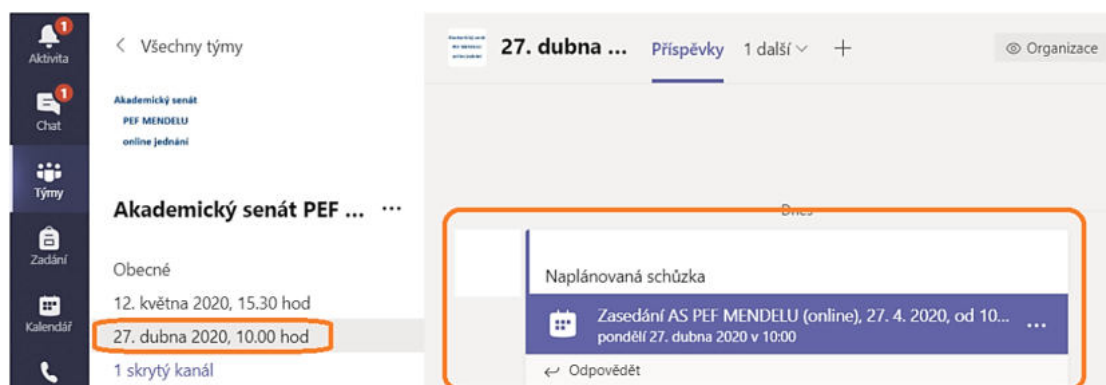 1
Aktivita
1
Chat
Týmy
Zadání
Kalendář
< Všechny týmy
Akademický senát
PEF MENDELU
online jednání
Akademický senát PEF ... ...
Obecné
12. května 2020, 15.30 hod
27. dubna 2020, 10.00 hod
1 skrytý kanál
27. dubna ... Příspěvky 1 další +
Organizace
Dnes
Naplánovaná schůzka
Zasedání AS PEF MENDELU (online), 27. 4. 2020, od 10... ...
pondělí 27. dubna 2020 v 10:00
Odpovědět